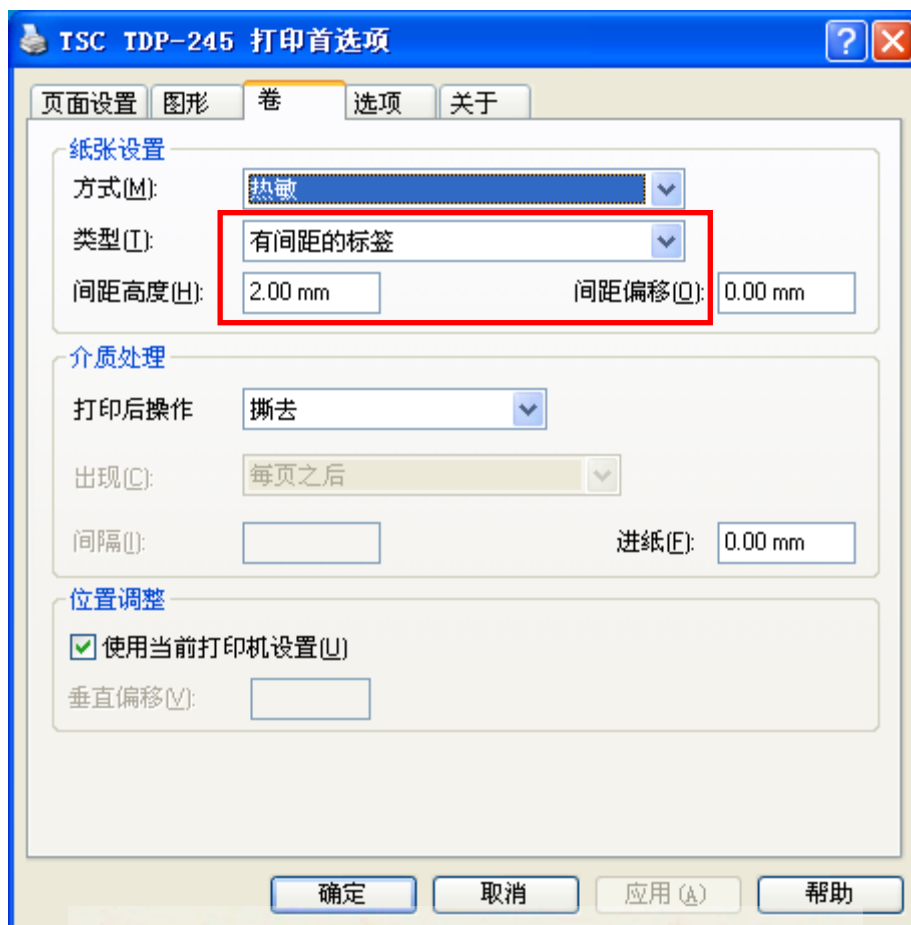 TSC TDP-245 打印首选项
页面设置 图形 卷 选项 关于
纸张设置
方式(M): 热敏
类型(T): 有间距的标签
间距高度(H): 2.00 mm 间距偏移(O): 0.00 mm
介质处理
打印后操作 撕去
出现(C): 每页之后
间隔(I): 进纸(F): 0.00 mm
位置调整
使用当前打印机设置(U)
垂直偏移(V):
确定 取消 应用(A) 帮助